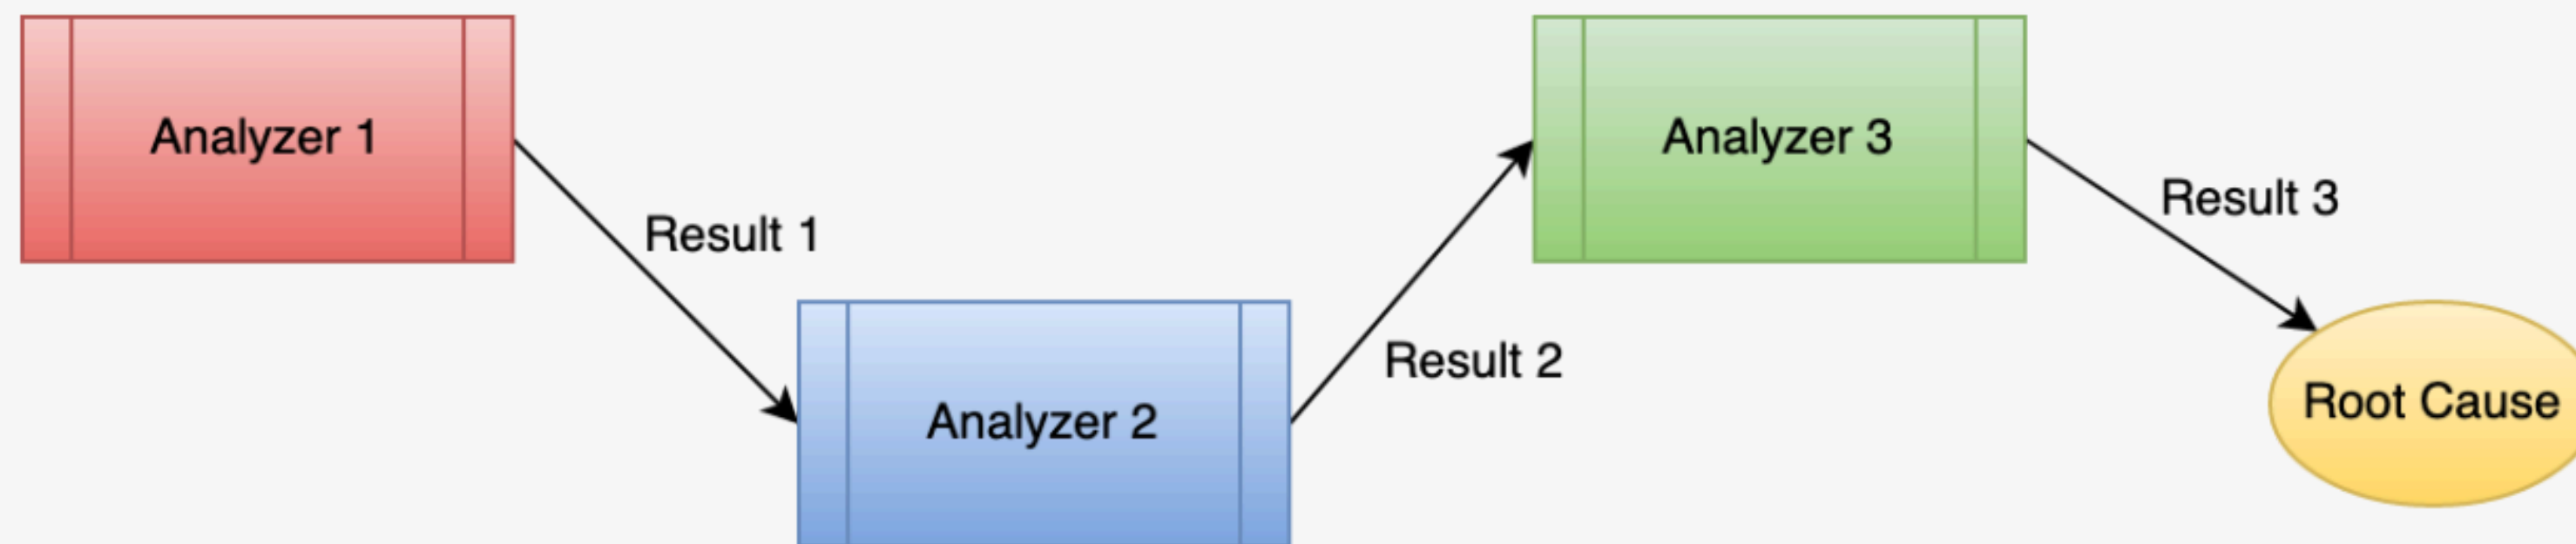 Analyzer 1
Result 1
Analyzer 2
Result 2
Analyzer 3
Result 3
Root Cause